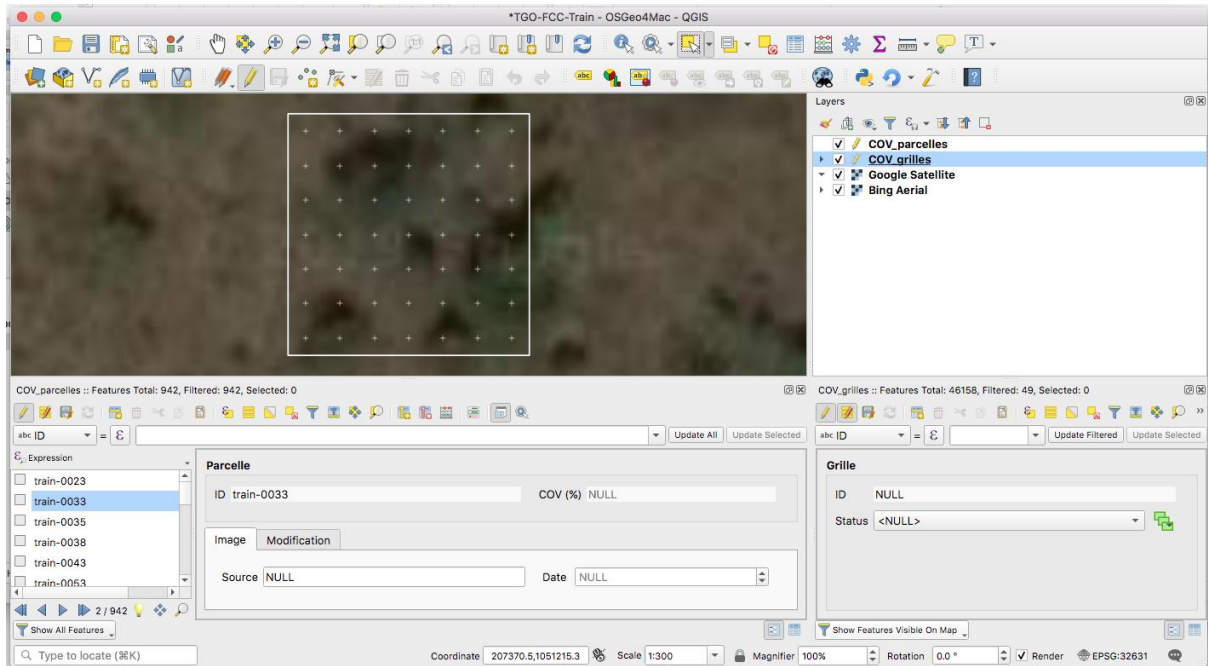 *TGO-FCC-Train - OSGeo4Mac - QGIS
Layers
COV_parcelles
COV_grilles
Google Satellite
Bing Aerial
COV_parcelles :: Features Total: 942, Filtered: 942, Selected: 0
abc ID
=
ε
Update All
Update Selected
Expression
train-0023
train-0033
train-0035
train-0038
train-0043
train-0053
2 / 942
Show All Features
Parcelle
ID train-0033
COV (%) NULL
Image
Modification
Source NULL
Date NULL
COV_grilles :: Features Total: 46158, Filtered: 49, Selected: 0
abc ID
=
ε
Update Filtered
Update Selected
Grille
ID NULL
Status <NULL>
Show Features Visible On Map
Type to locate (⌘K)
Coordinate 207370.5,1051215.3
Scale 1:300
Magnifier 100%
Rotation 0.0 °
Render
EPSG:32631